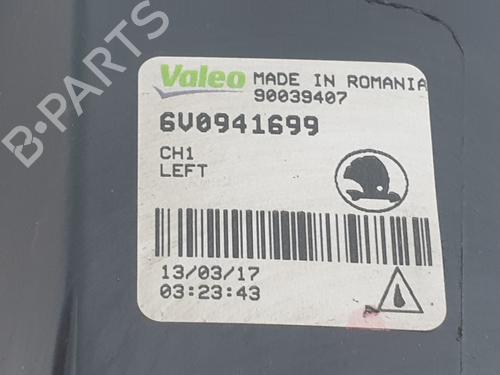 B-PARTS
Valeo MADE IN ROMANIA
90039407
6V0941699
CH1
LEFT
13/03/17
03:23:43